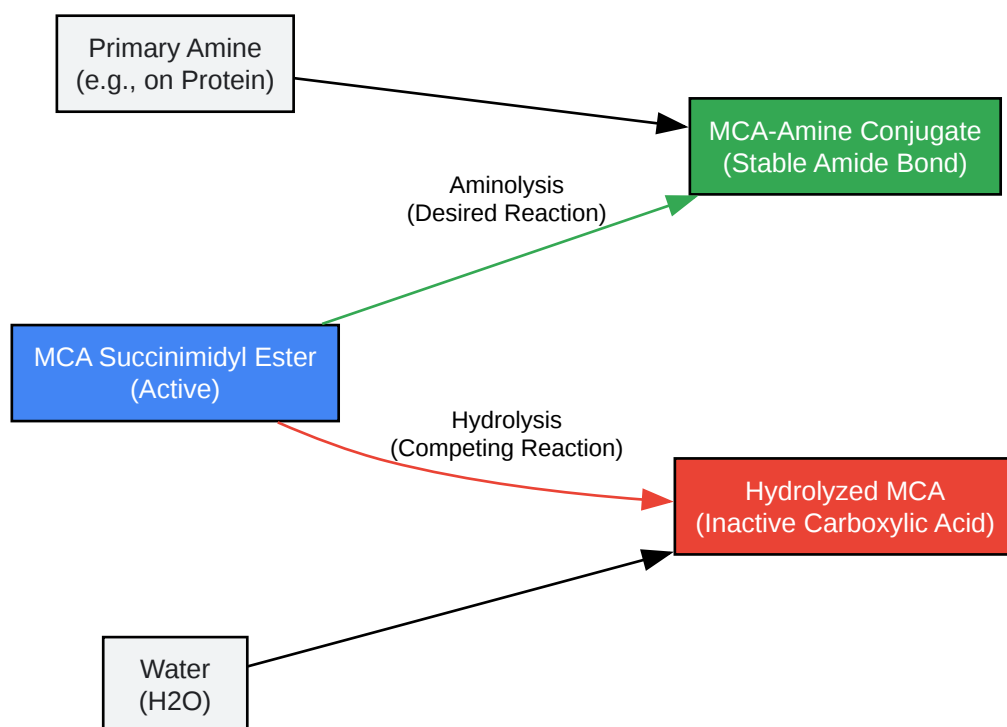 Primary Amine
(e.g., on Protein)
MCA-Amine Conjugate
(Stable Amide Bond)
Aminolysis
(Desired Reaction)
MCA Succinimidyl Ester
(Active)
Hydrolysis
(Competing Reaction)
Hydrolyzed MCA
(Inactive Carboxylic Acid)
Water
(H2O)